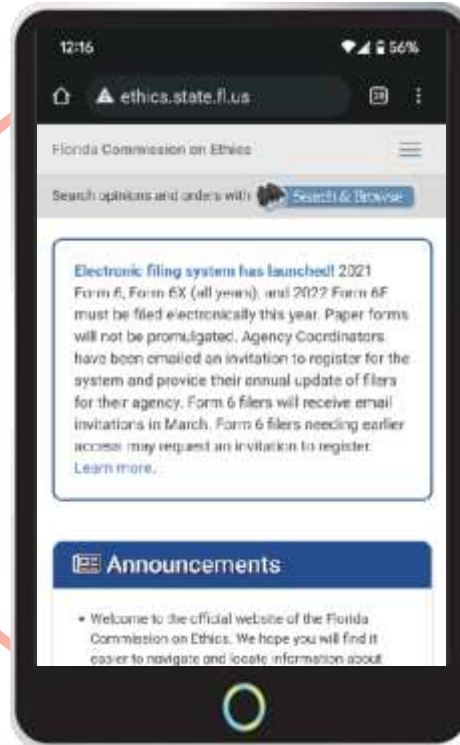 12:16 56%
ethics.state.fl.us
Florida Commission on Ethics
Search opinions and orders with Search & Browse
Electronic filing system has launched! 2021
Form 6, Form 6X (all years), and 2022 Form 6F
must be filed electronically this year. Paper forms
will not be promulgated. Agency Coordinators
have been emailed an invitation to register for the
system and provide their annual update of filers
for their agency. Form 6 filers will receive email
invitations in March. Form 6 filers needing earlier
access may request an invitation to register.
Learn more.
Announcements
• Welcome to the official website of the Florida
Commission on Ethics. We hope you will find it
easier to navigate and locate information about